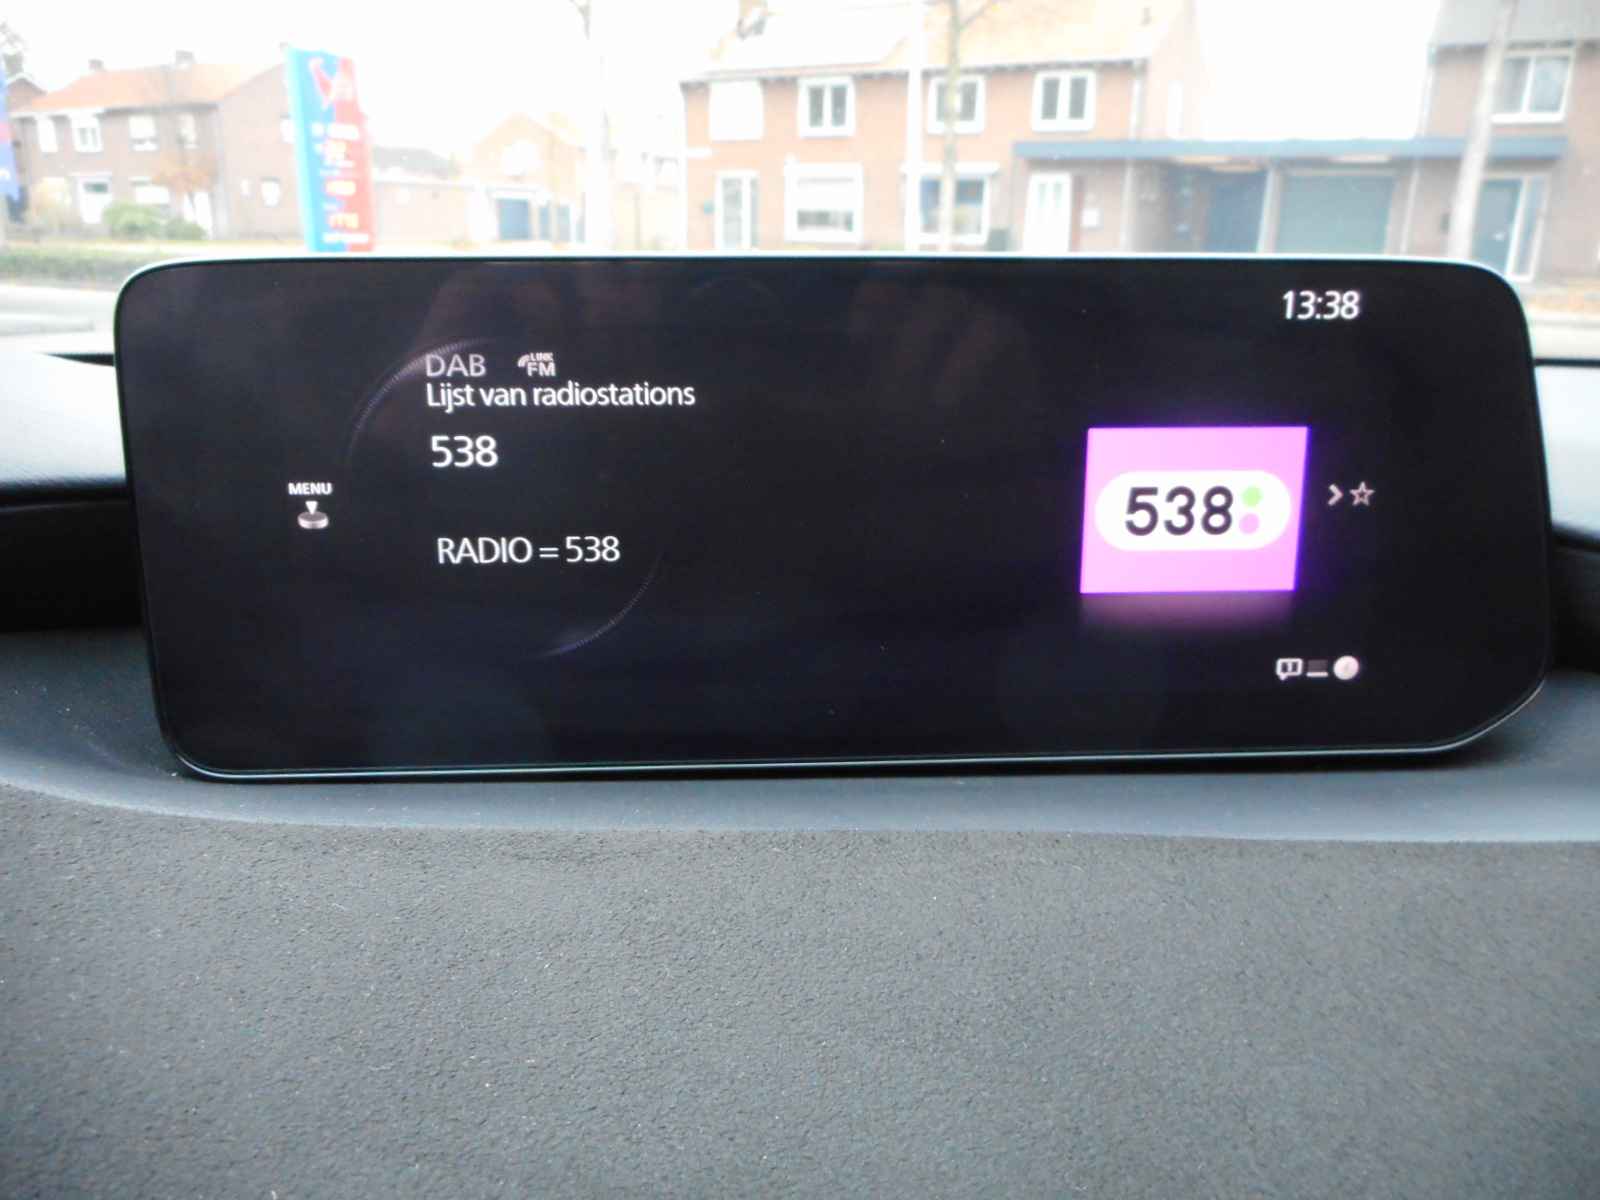 13:38
DAB LINK FM
Lijst van radiostations
538
MENU
RADIO = 538
538